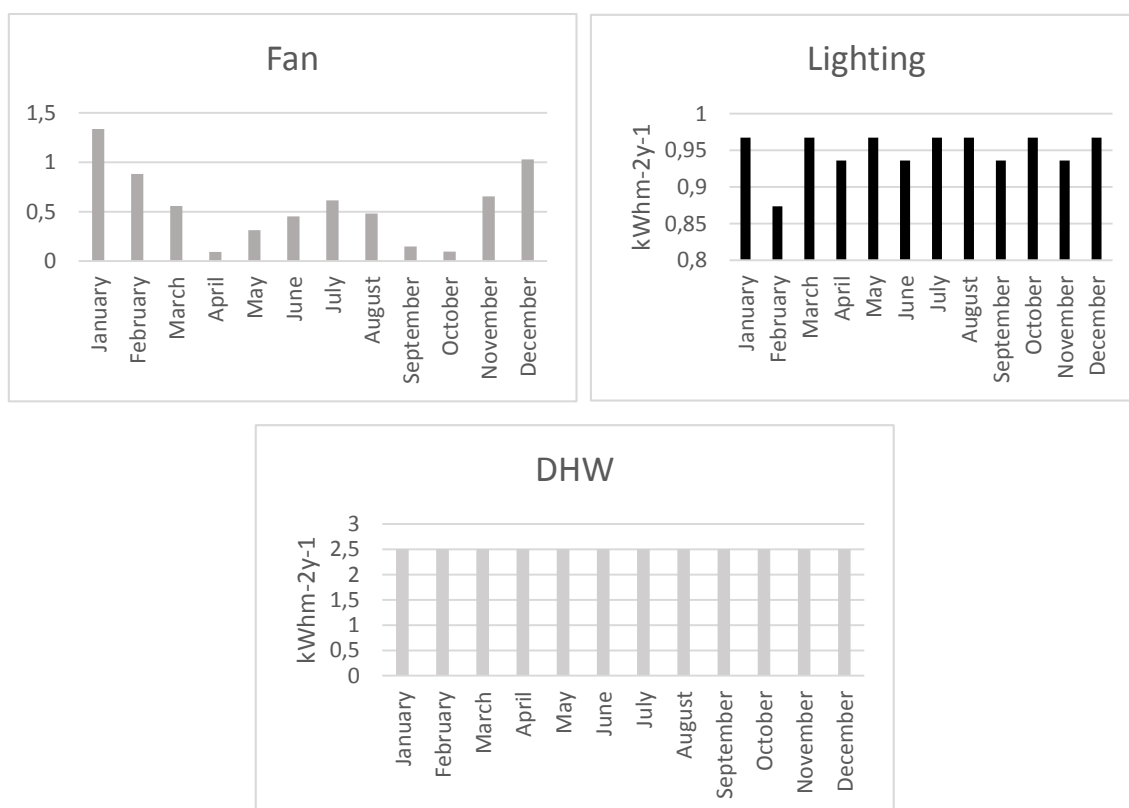 Fan
1,5
1
0,5
0
January
February
March
April
May
June
July
August
September
October
November
December
Lighting
kWhm-2y-1
1
0,95
0,9
0,85
0,8
January
February
March
April
May
June
July
August
September
October
November
December
DHW
kWhm-2y-1
3
2,5
2
1,5
1
0,5
0
January
February
March
April
May
June
July
August
September
October
November
December